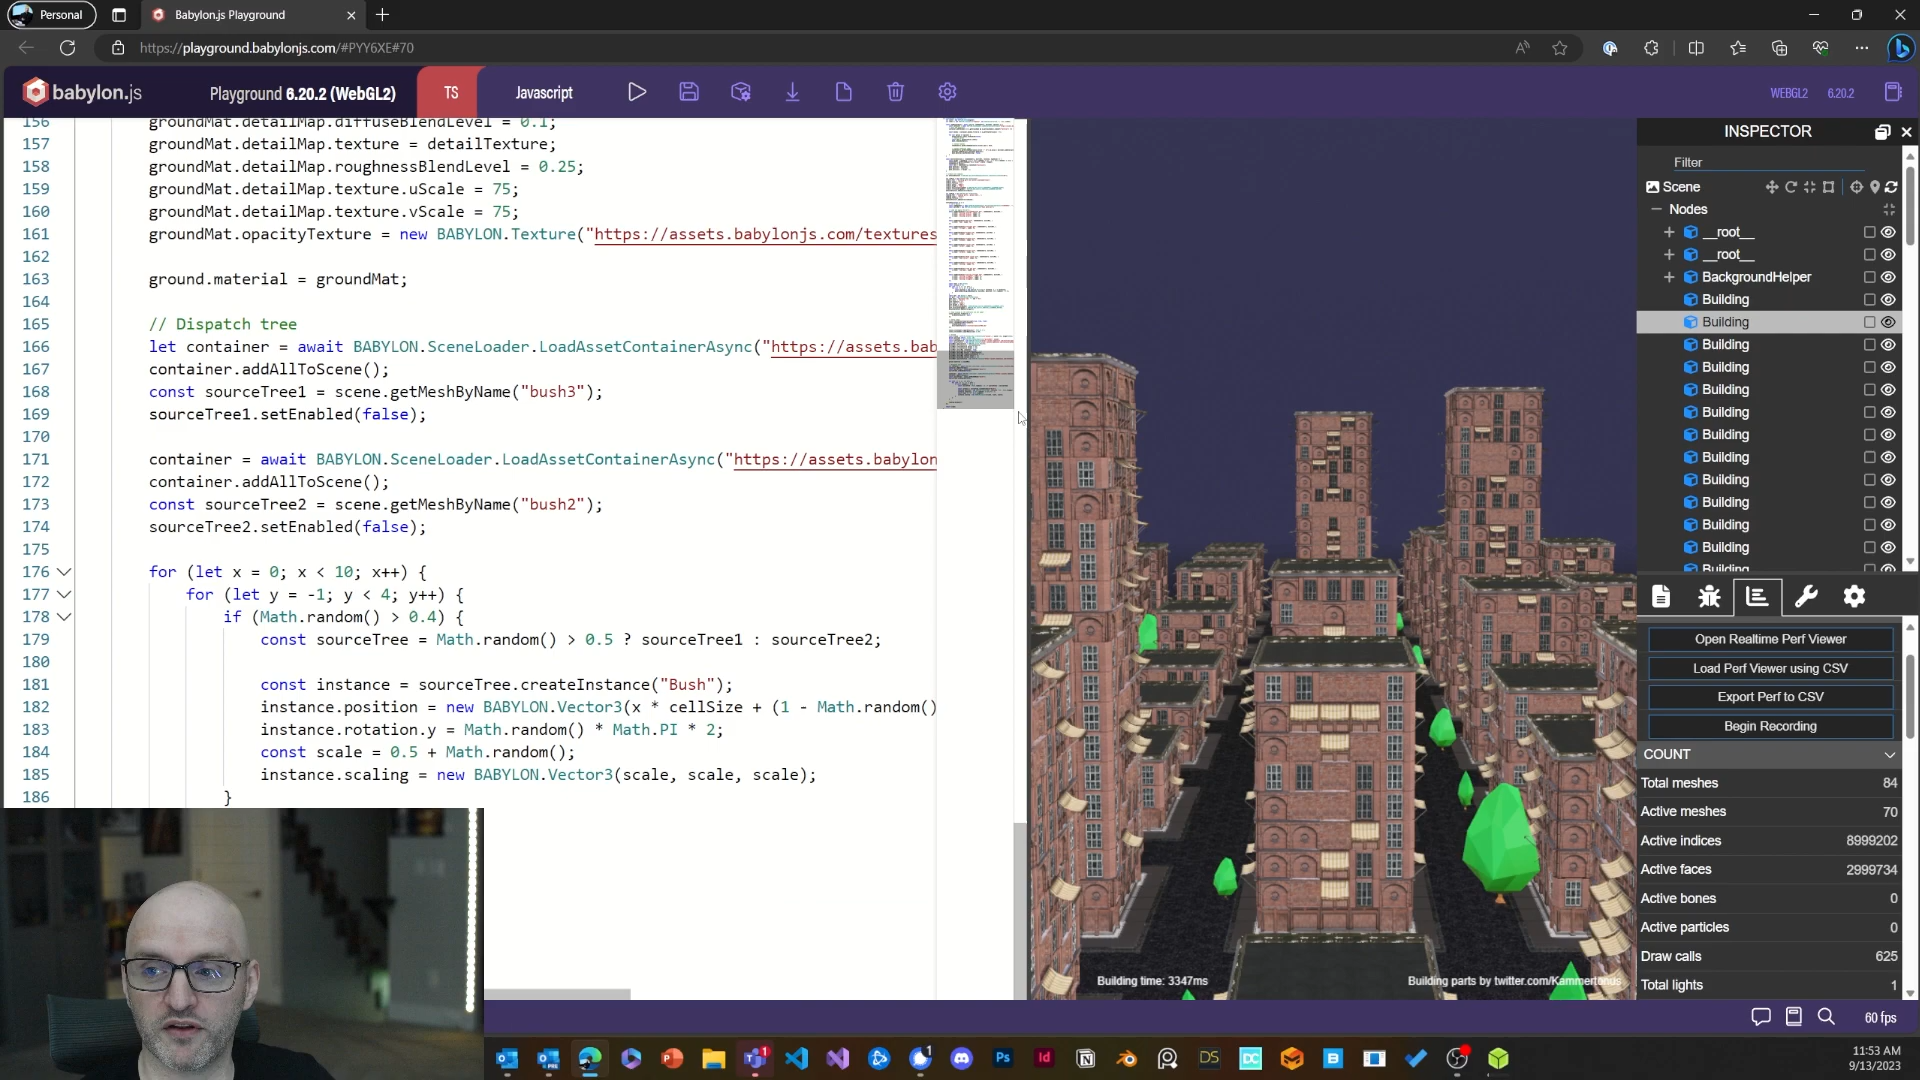 Personal
Babylon.js Playground
https://playground.babylonjs.com/#PYY6XE#70
babylon.js
Playground 6.20.2 (WebGL2)
TS
Javascript
WEBGL2
6.20.2
156 groundMat.detailMap.diffuseBlendLevel = 0.1;
157 groundMat.detailMap.texture = detailTexture;
158 groundMat.detailMap.roughnessBlendLevel = 0.25;
159 groundMat.detailMap.texture.uScale = 75;
160 groundMat.detailMap.texture.vScale = 75;
161 groundMat.opacityTexture = new BABYLON.Texture("https://assets.babylonjs.com/textures
162
163 ground.material = groundMat;
164
165 // Dispatch tree
166 let container = await BABYLON.SceneLoader.LoadAssetContainerAsync("https://assets.bab
167 container.addAllToScene();
168 const sourceTree1 = scene.getMeshByName("bush3");
169 sourceTree1.setEnabled(false);
170
171 container = await BABYLON.SceneLoader.LoadAssetContainerAsync("https://assets.babylon
172 container.addAllToScene();
173 const sourceTree2 = scene.getMeshByName("bush2");
174 sourceTree2.setEnabled(false);
175
176 for (let x = 0; x < 10; x++) {
177 for (let y = -1; y < 4; y++) {
178 if (Math.random() > 0.4) {
179 const sourceTree = Math.random() > 0.5 ? sourceTree1 : sourceTree2;
180
181 const instance = sourceTree.createInstance("Bush");
182 instance.position = new BABYLON.Vector3(x * cellSize + (1 - Math.random()
183 instance.rotation.y = Math.random() * Math.PI * 2;
184 const scale = 0.5 + Math.random();
185 instance.scaling = new BABYLON.Vector3(scale, scale, scale);
186 }
Building time: 3347ms
Building parts by twitter.com/Kammertonus
INSPECTOR
Filter
Scene
Nodes
__root__
__root__
BackgroundHelper
Building
Building
Building
Building
Building
Building
Building
Building
Building
Building
Building
Building
Building
Open Realtime Perf Viewer
Load Perf Viewer using CSV
Export Perf to CSV
Begin Recording
COUNT
Total meshes 84
Active meshes 70
Active indices 8999202
Active faces 2999734
Active bones 0
Active particles 0
Draw calls 625
Total lights 1
60 fps
11:53 AM
9/13/2023